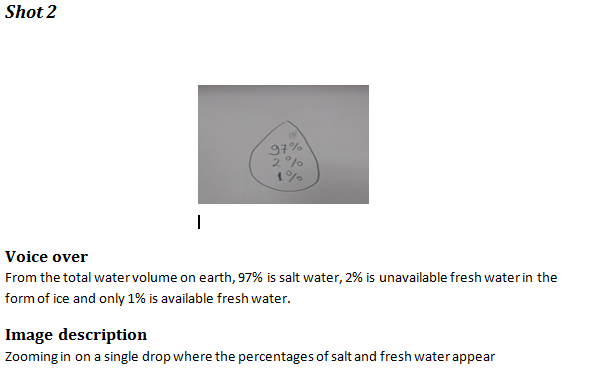 Shot 2
97%
2%
1%
Voice over
From the total water volume on earth, 97% is salt water, 2% is unavailable fresh water in the
form of ice and only 1% is available fresh water.
Image description
Zooming in on a single drop where the percentages of salt and fresh water appear